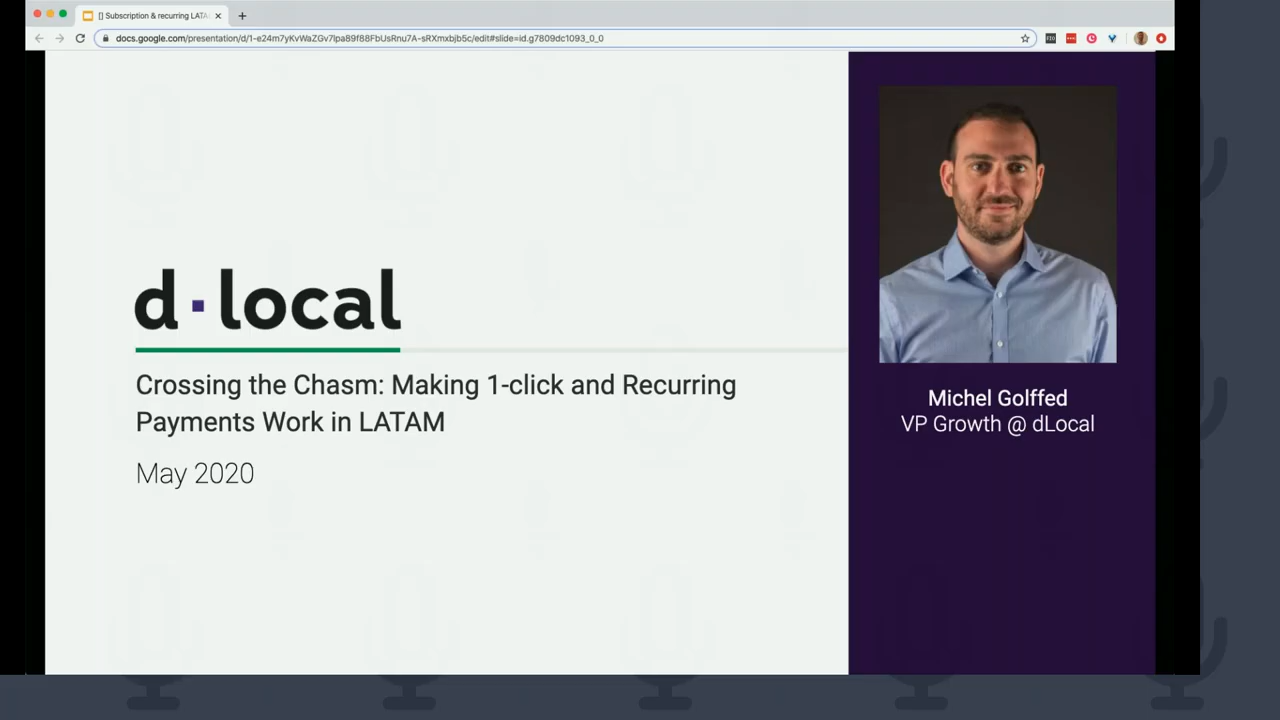 [] Subscription & recurring LATA
docs.google.com/presentation/d/1-e24m7yKvWaZGv7lpa89f88FbUsRnu7A-sRXmxbjb5c/edit#slide=id.g7809dc1093_0_0
d·local
Crossing the Chasm: Making 1-click and Recurring
Payments Work in LATAM
May 2020
Michel Golffed
VP Growth @ dLocal